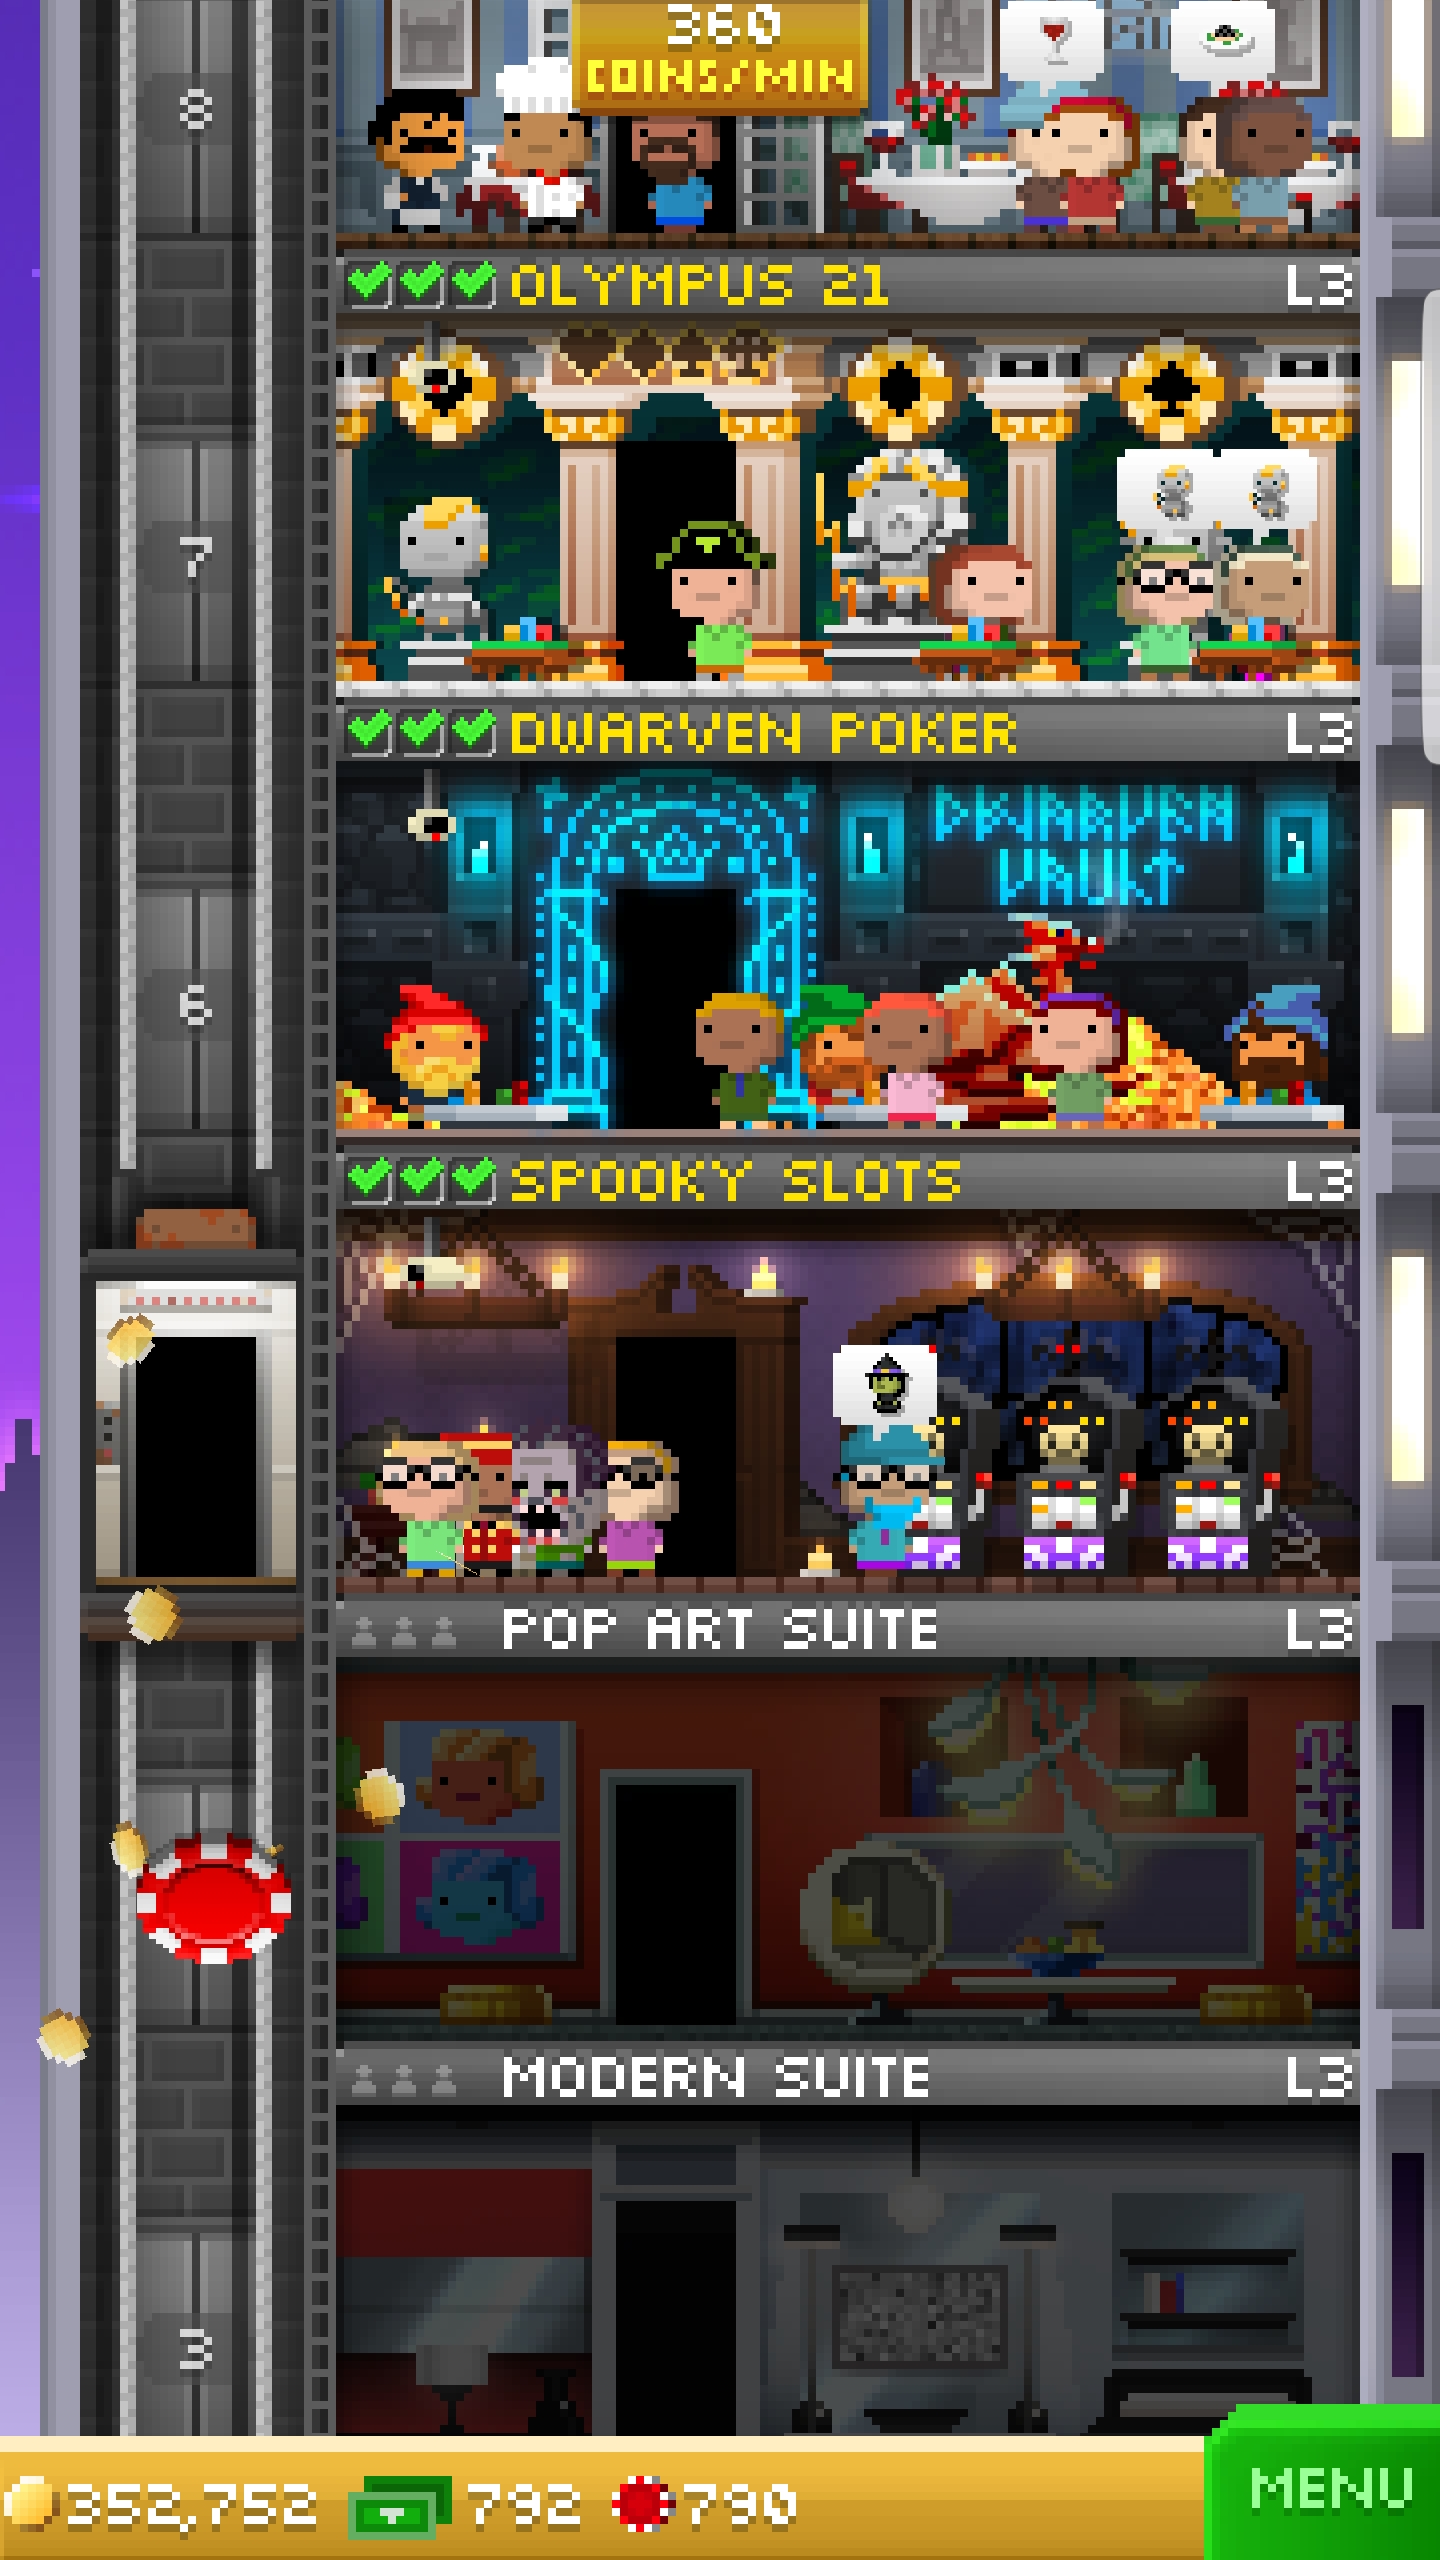 360
COINS/MIN
8
OLYMPUS 21 L3
7
DWARVEN POKER L3
DWARVEN
VAULT
6
SPOOKY SLOTS L3
POP ART SUITE L3
MODERN SUITE L3
3
352,752 792 790
MENU